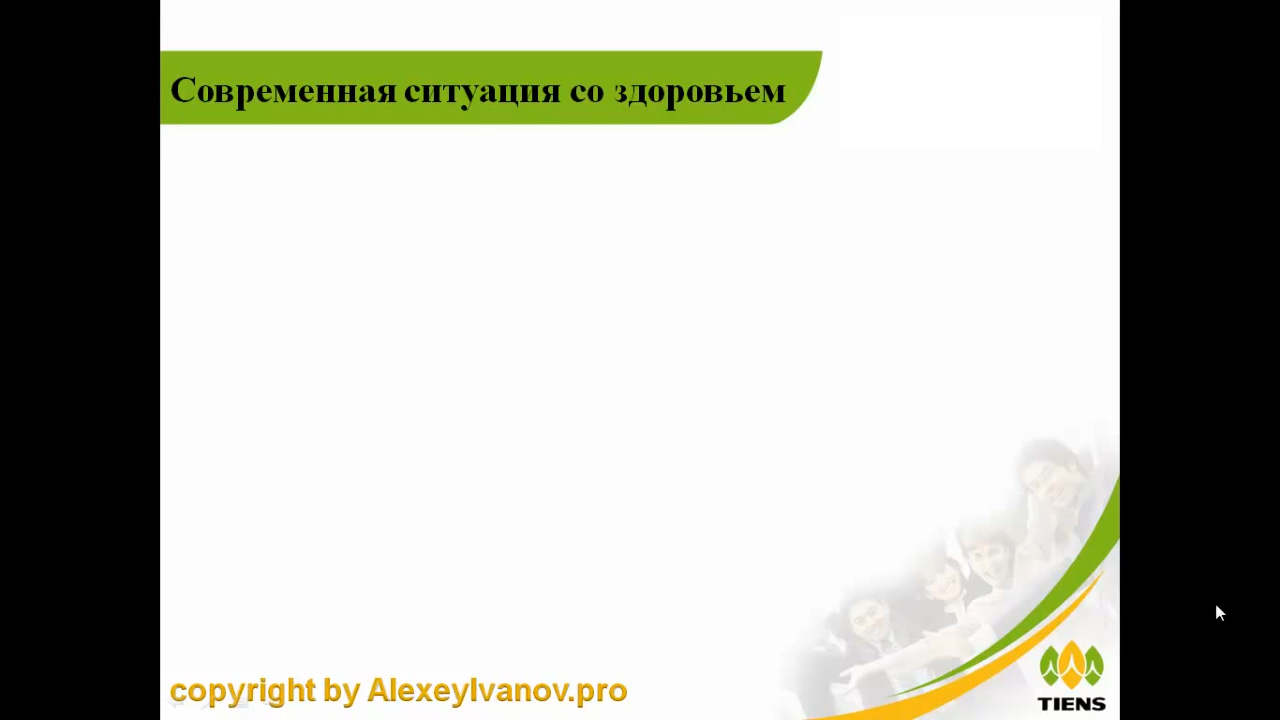 Современная ситуация со здоровьем
copyright by AlexeyIvanov.pro
TIENS